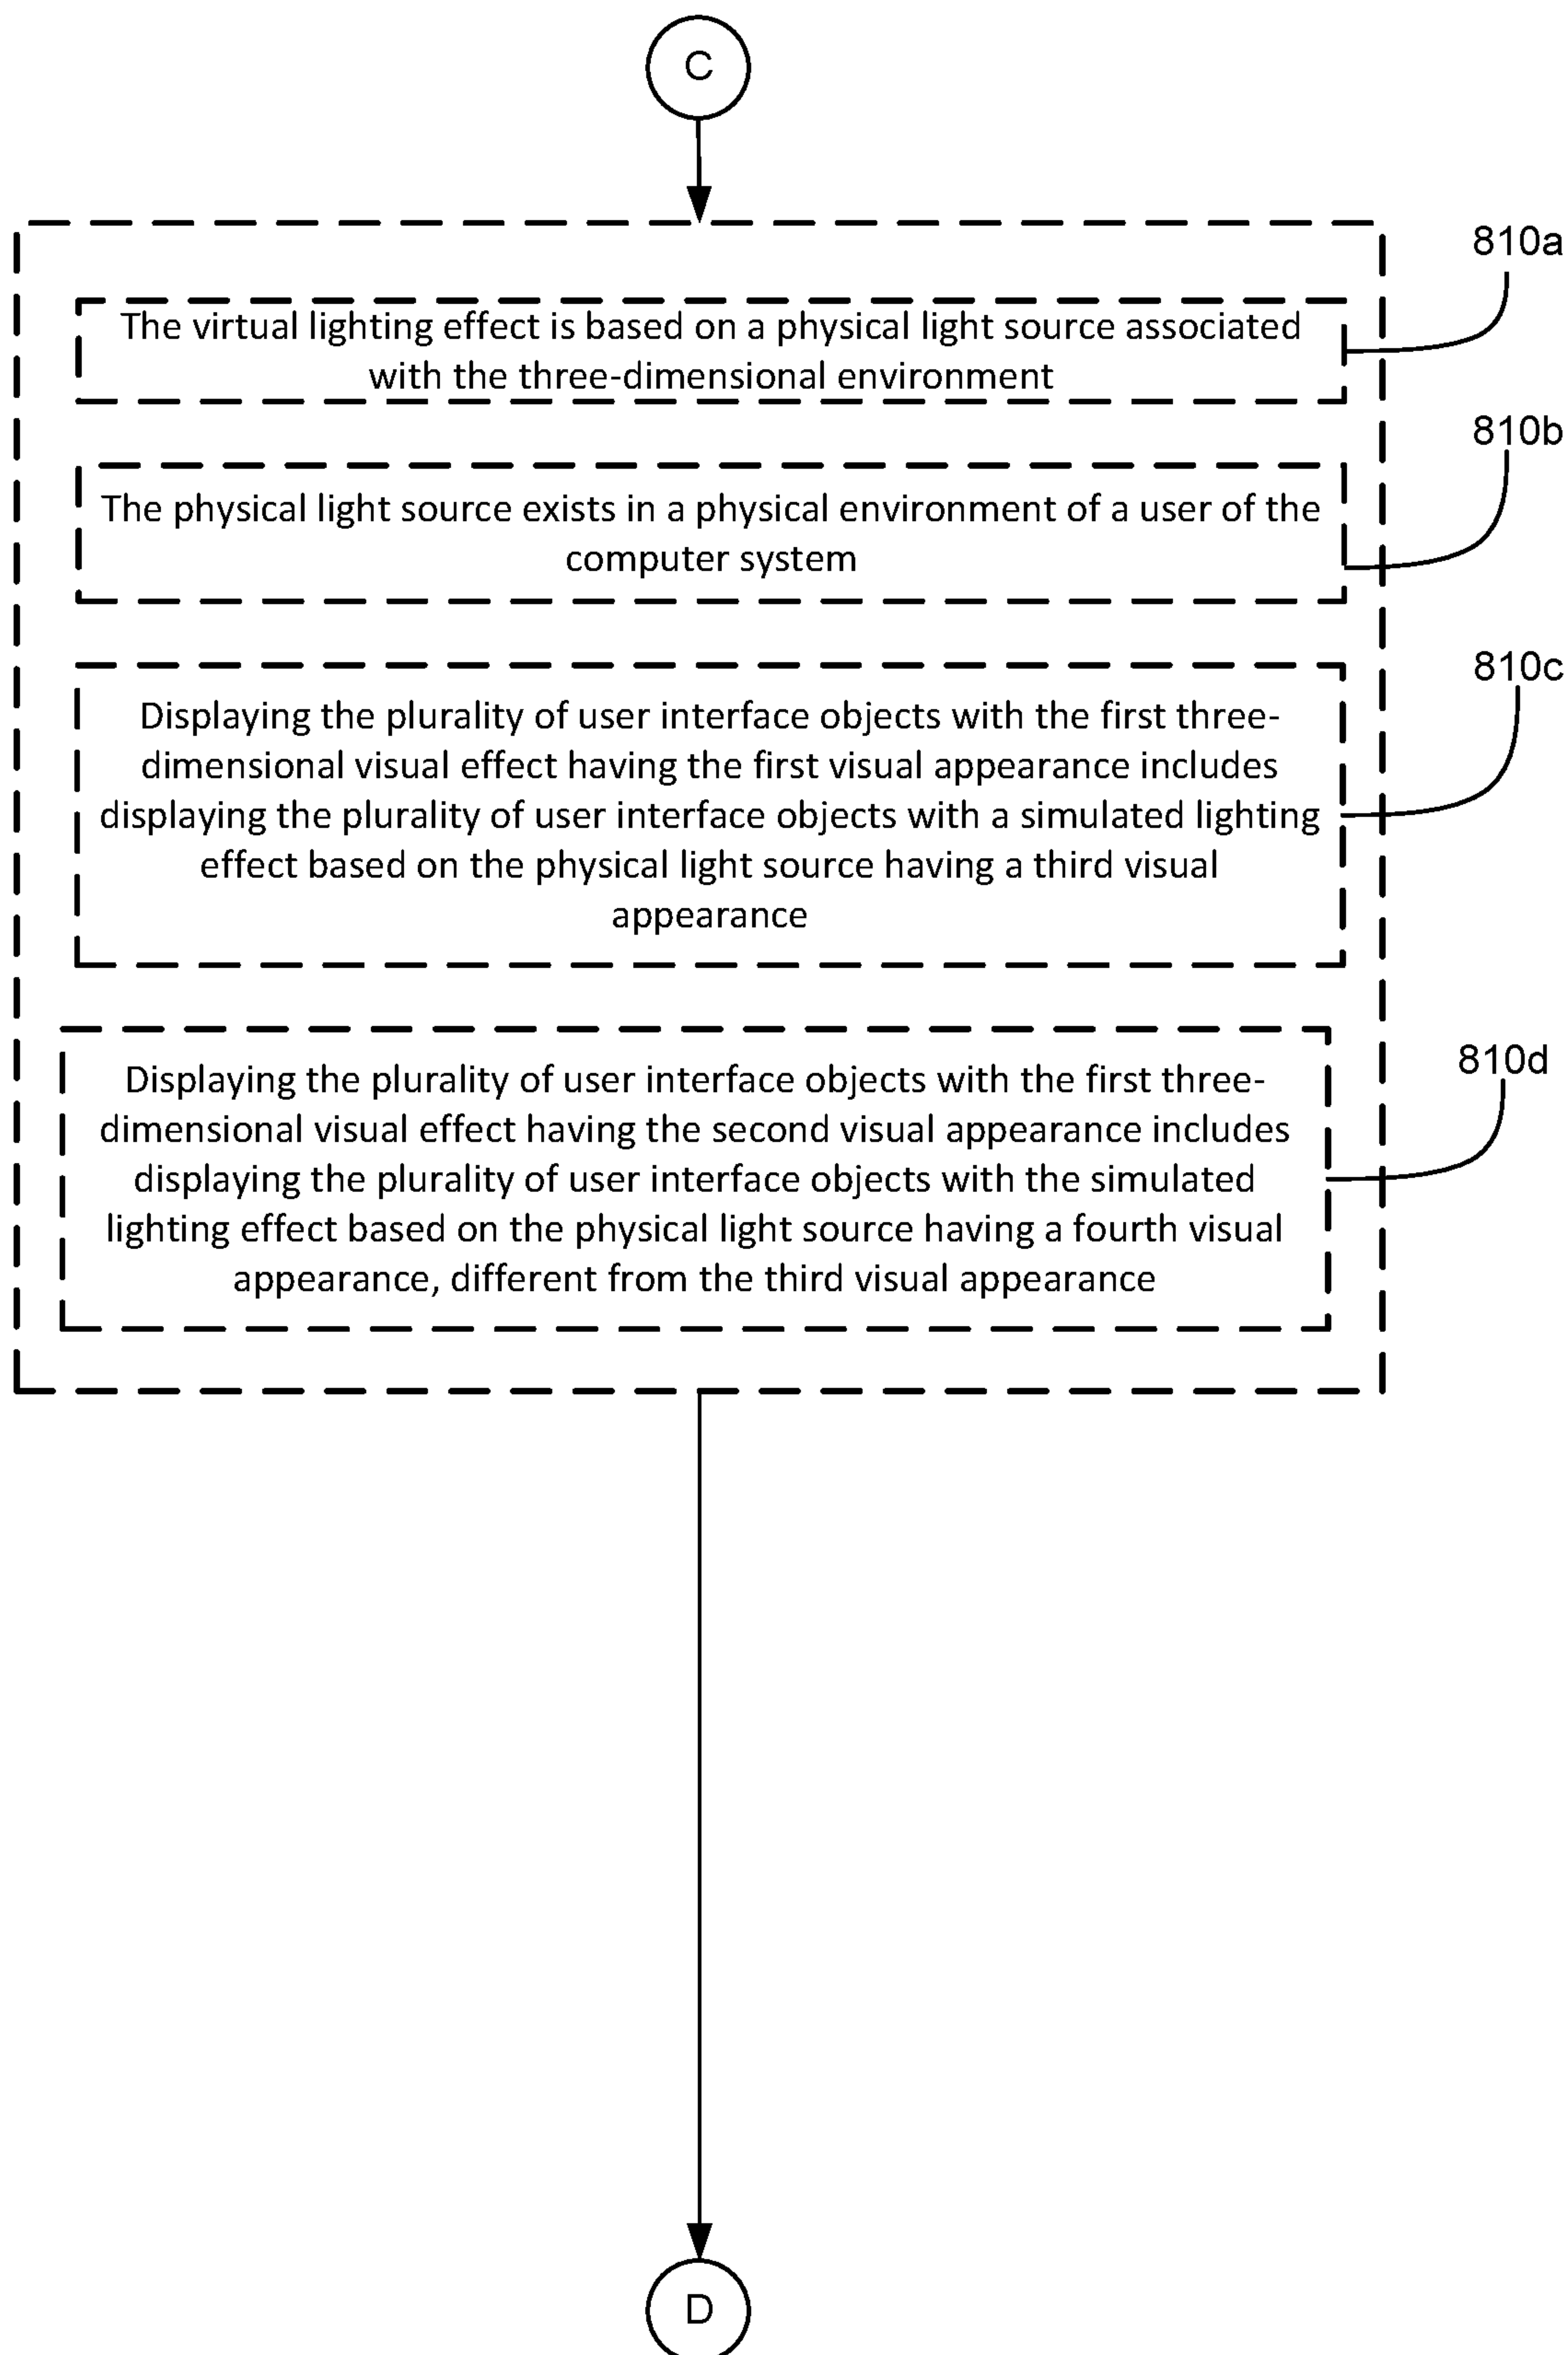 C
810a
The virtual lighting effect is based on a physical light source associated
with the three-dimensional environment
810b
The physical light source exists in a physical environment of a user of the
computer system
810c
Displaying the plurality of user interface objects with the first three-
dimensional visual effect having the first visual appearance includes
displaying the plurality of user interface objects with a simulated lighting
effect based on the physical light source having a third visual
appearance
810d
Displaying the plurality of user interface objects with the first three-
dimensional visual effect having the second visual appearance includes
displaying the plurality of user interface objects with the simulated
lighting effect based on the physical light source having a fourth visual
appearance, different from the third visual appearance
D